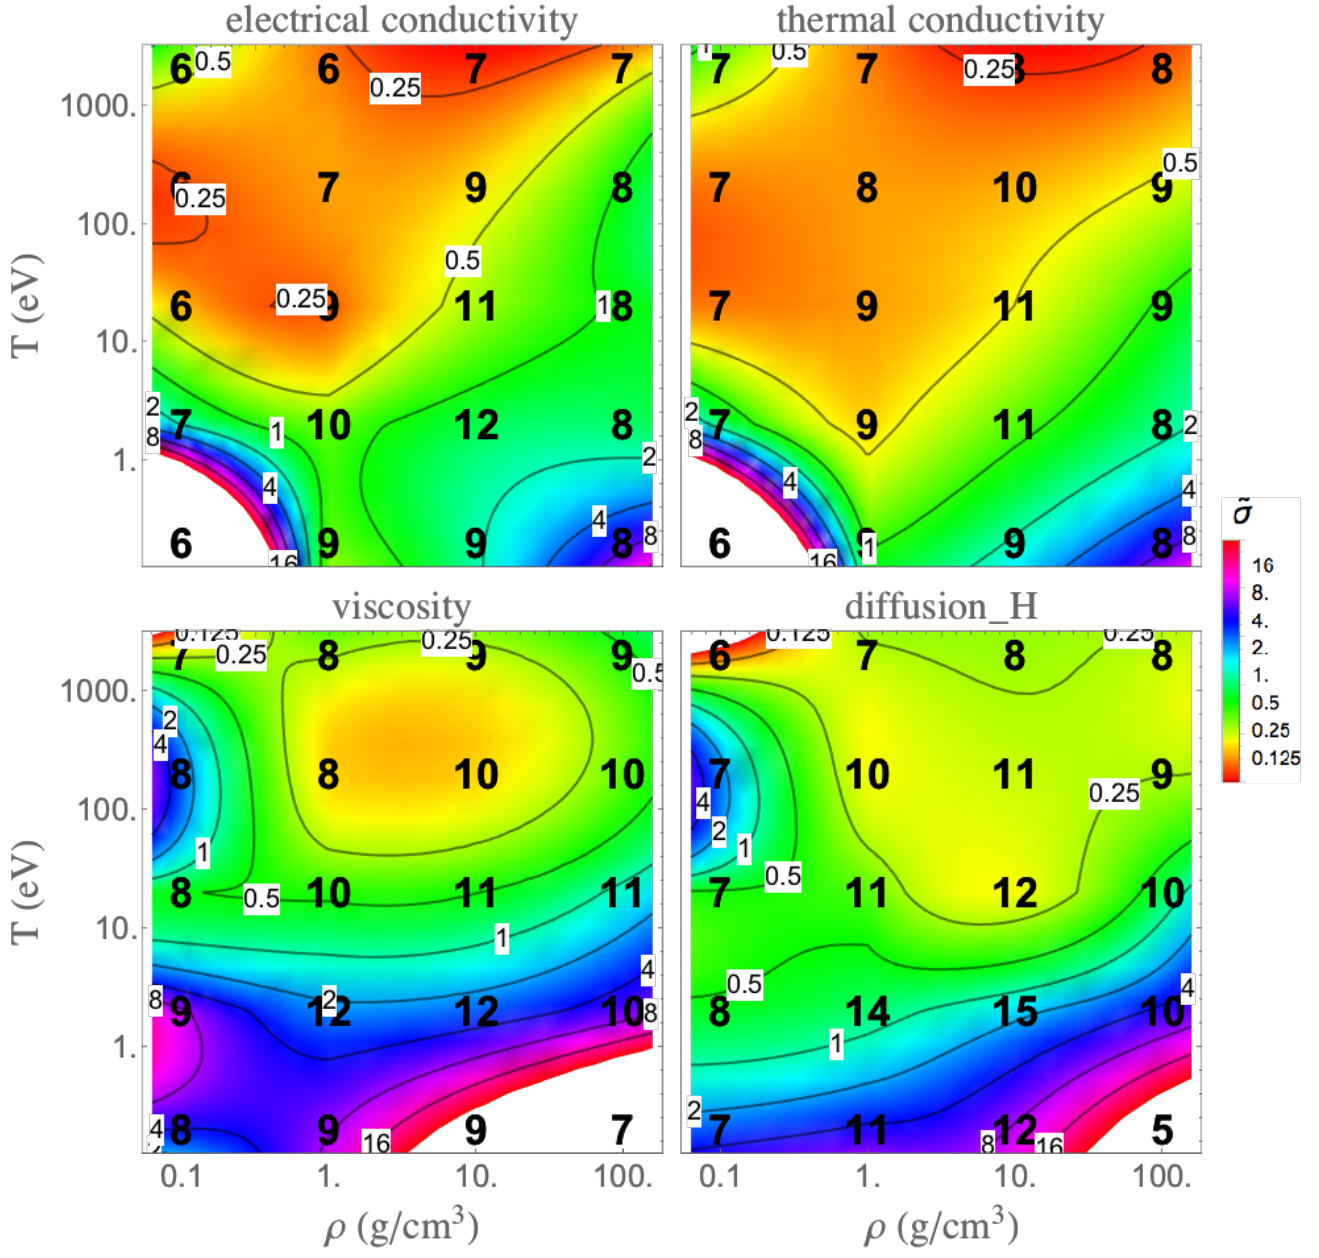 electrical conductivity
thermal conductivity
6 0.5 6 7 7
1 7 0.5 7 0.25 8
0.25
1000.
6 7 9 8
7 8 10 9 0.5
0.25
100.
0.5
T (eV)
6 0.25 9 11 1 8
7 9 11 9
10.
2 7 1 10 12 8
2 7 9 11 8 2
8
8
1.
2
4
4
4
4
6 9 9 8 8
6 9 1 9 8 8
16
16
σ̃
16
8.
4.
2.
1.
0.5
0.25
0.125
viscosity
diffusion_H
0.125 0.25
0.125 0.25
7 0.25 8 9 9
6 7 8 8
0.5
1000.
2
4
8 8 10 10
7 10 11 9
4
0.25
100.
2
1
1
T (eV)
8 0.5 10 11 11
7 0.5 11 12 10
10.
1
4
0.5
4
8 9 2 12 12 10 8
8 14 15 10
1.
1
2
4 8 9 9 7
7 11 12 5
2
16
8 16
0.1 1. 10. 100.
0.1 1. 10. 100.
ρ (g/cm³)
ρ (g/cm³)